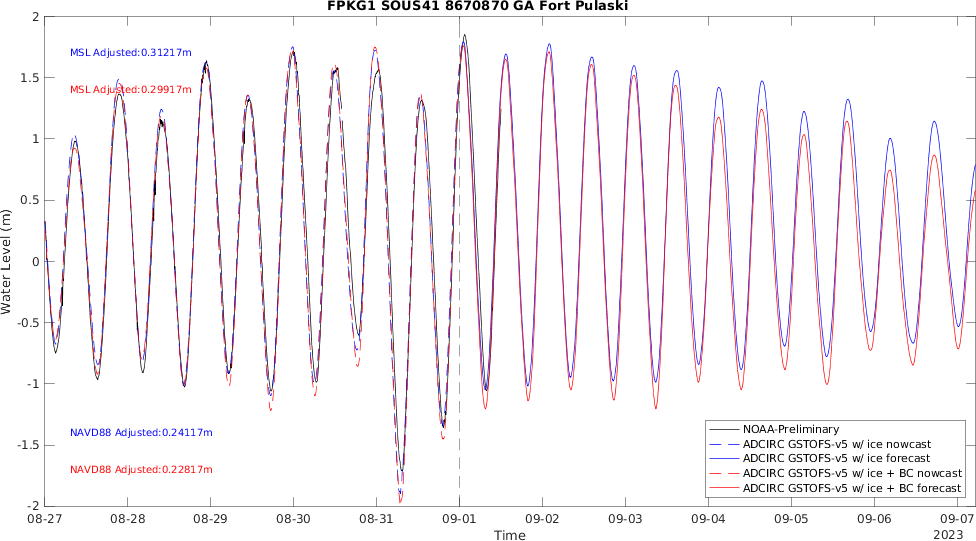 FPKG1 SOUS41 8670870 GA Fort Pulaski
2
1.5
1
0.5
0
-0.5
-1
-1.5
-2
Water Level (m)
MSL Adjusted:0.31217m
MSL Adjusted:0.29917m
NAVD88 Adjusted:0.24117m
NAVD88 Adjusted:0.22817m
NOAA-Preliminary
ADCIRC GSTOFS-v5 w/ ice nowcast
ADCIRC GSTOFS-v5 w/ ice forecast
ADCIRC GSTOFS-v5 w/ ice + BC nowcast
ADCIRC GSTOFS-v5 w/ ice + BC forecast
08-27 08-28 08-29 08-30 08-31 09-01 09-02 09-03 09-04 09-05 09-06 09-07
Time
2023